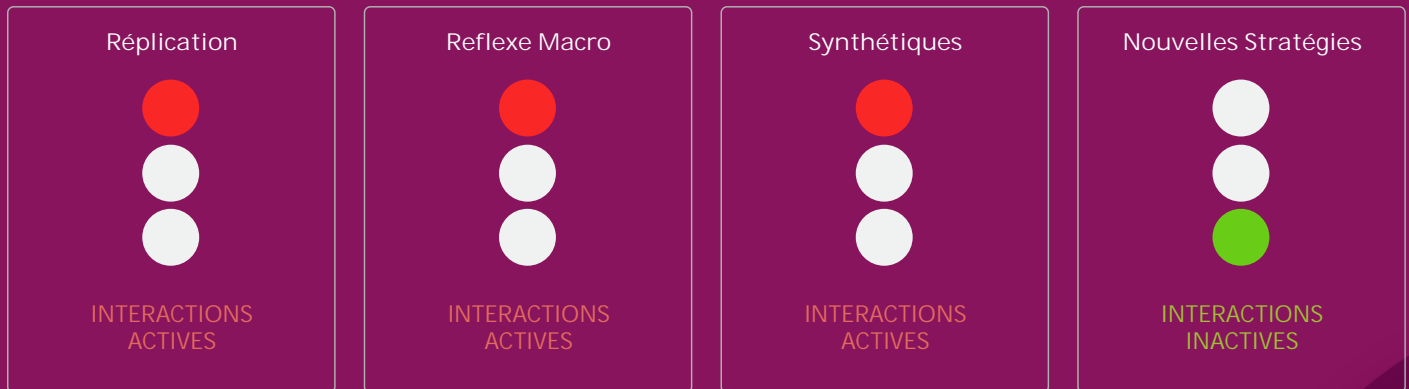 Réplication
INTERACTIONS
ACTIVES
Reflexe Macro
INTERACTIONS
ACTIVES
Synthétiques
INTERACTIONS
ACTIVES
Nouvelles Stratégies
INTERACTIONS
INACTIVES